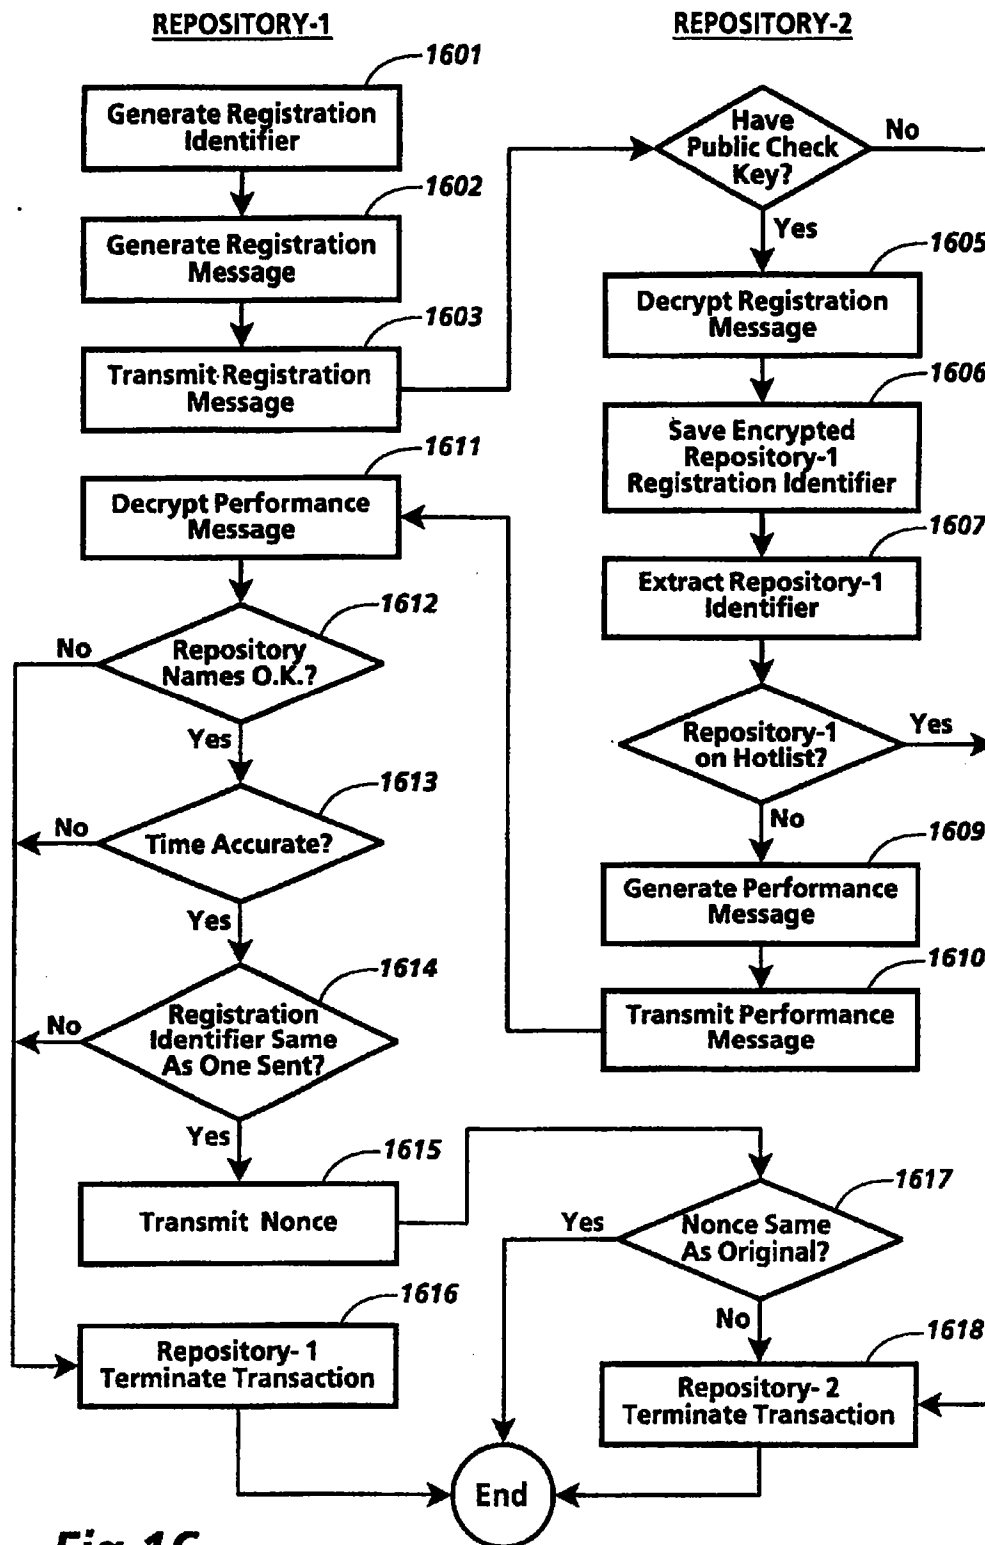 REPOSITORY-1
1601
Generate Registration
Identifier
1602
Generate Registration
Message
1603
Transmit Registration
Message
1611
Decrypt Performance
Message
1612
Repository
Names O.K.?
No
Yes
1613
Time Accurate?
No
Yes
1614
Registration
Identifier Same
As One Sent?
No
Yes
1615
Transmit Nonce
1616
Repository- 1
Terminate Transaction
REPOSITORY-2
Have
Public Check
Key?
No
Yes
1605
Decrypt Registration
Message
1606
Save Encrypted
Repository-1
Registration Identifier
1607
Extract Repository-1
Identifier
Repository-1
on Hotlist?
Yes
No
1609
Generate Performance
Message
1610
Transmit Performance
Message
1617
Nonce Same
As Original?
Yes
No
1618
Repository- 2
Terminate Transaction
End